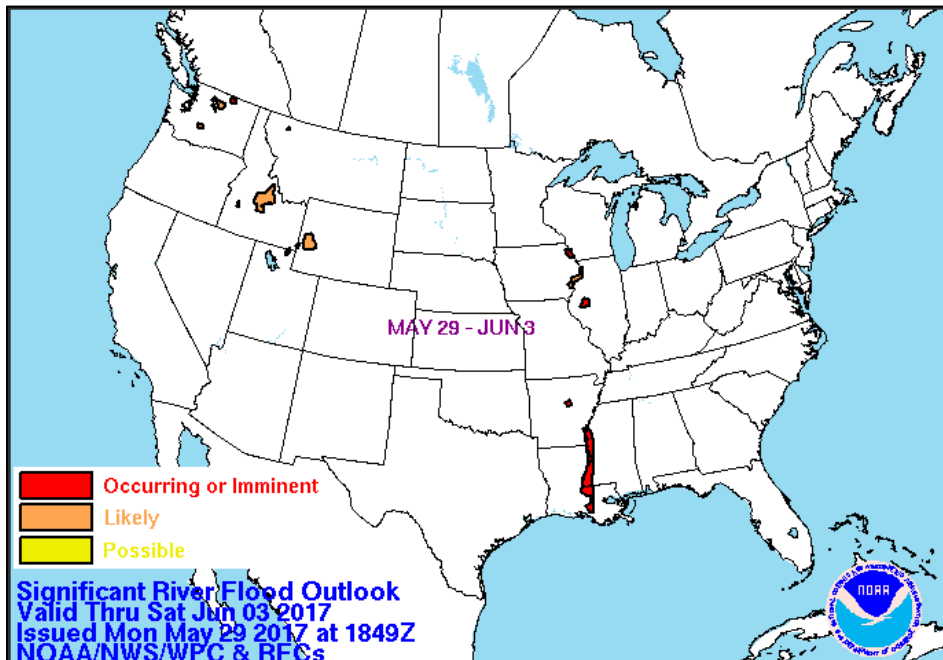 MAY 29 - JUN 3
Occurring or Imminent
Likely
Possible
Significant River Flood Outlook
Valid Thru Sat Jun 03 2017
Issued Mon May 29 2017 at 1849Z
NOAA/NWS/WPC & RFCs
NOAA